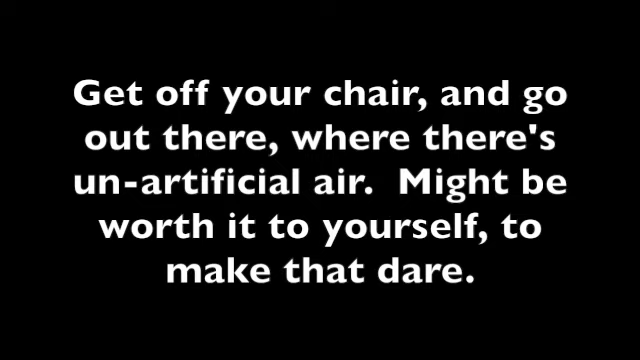 Get off your chair, and go
out there, where there's
un-artificial air.  Might be
worth it to yourself, to
make that dare.